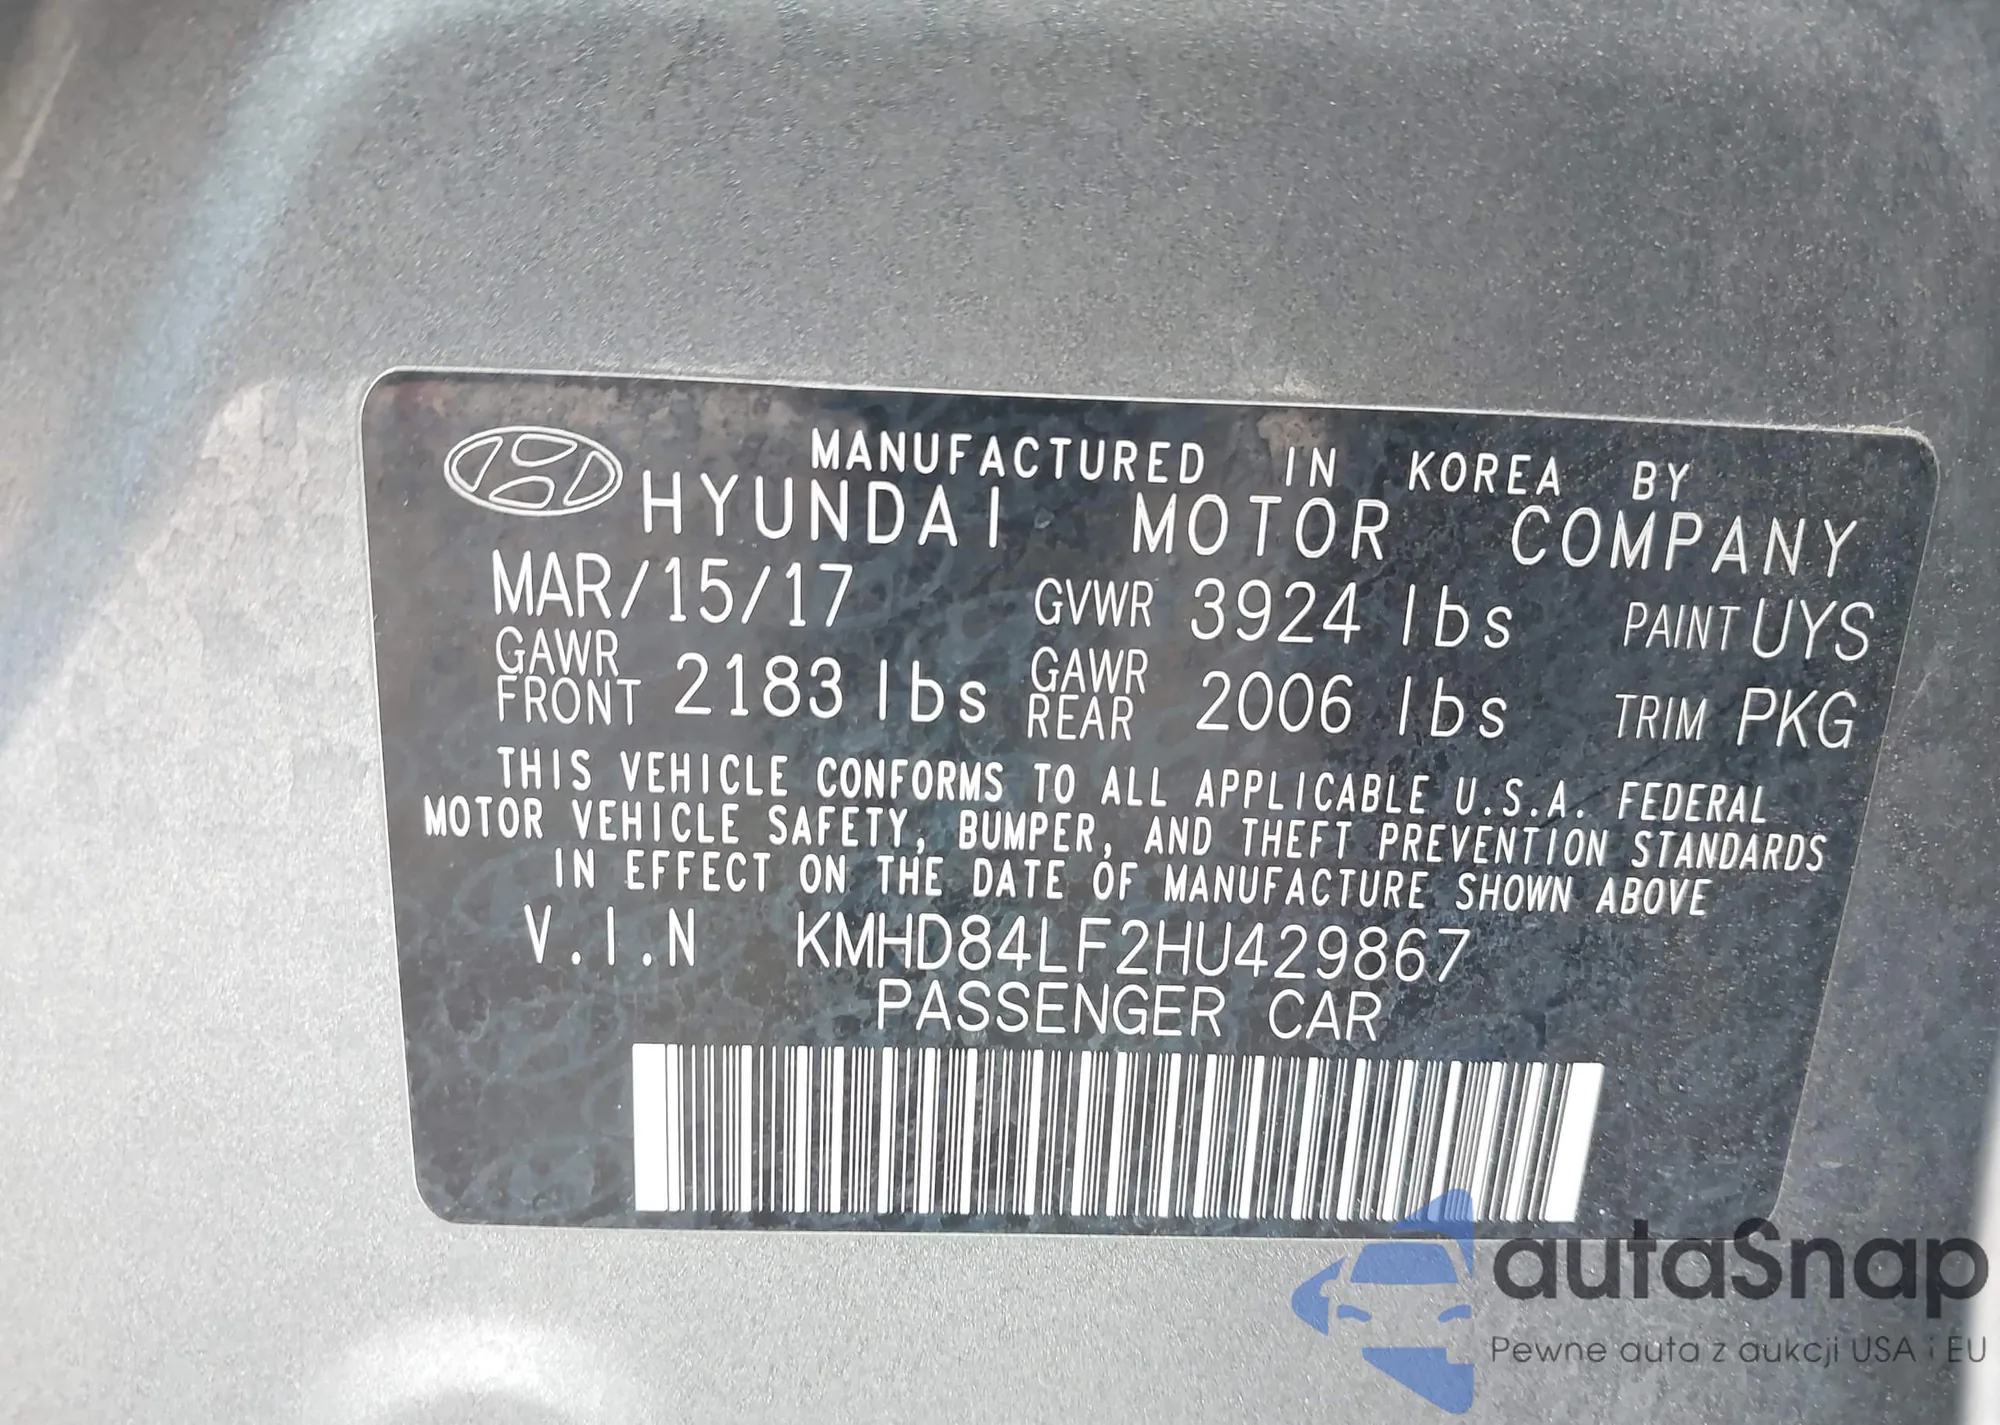 MANUFACTURED IN KOREA BY
HYUNDAI MOTOR COMPANY
MAR/15/17 GVWR 3924 lbs PAINT UYS
GAWR FRONT 2183 lbs GAWR REAR 2006 lbs TRIM PKG
THIS VEHICLE CONFORMS TO ALL APPLICABLE U.S.A. FEDERAL
MOTOR VEHICLE SAFETY, BUMPER, AND THEFT PREVENTION STANDARDS
IN EFFECT ON THE DATE OF MANUFACTURE SHOWN ABOVE
V.I.N KMHD84LF2HU429867
PASSENGER CAR
autaSnap
Pewne auta z aukcji USA i EU